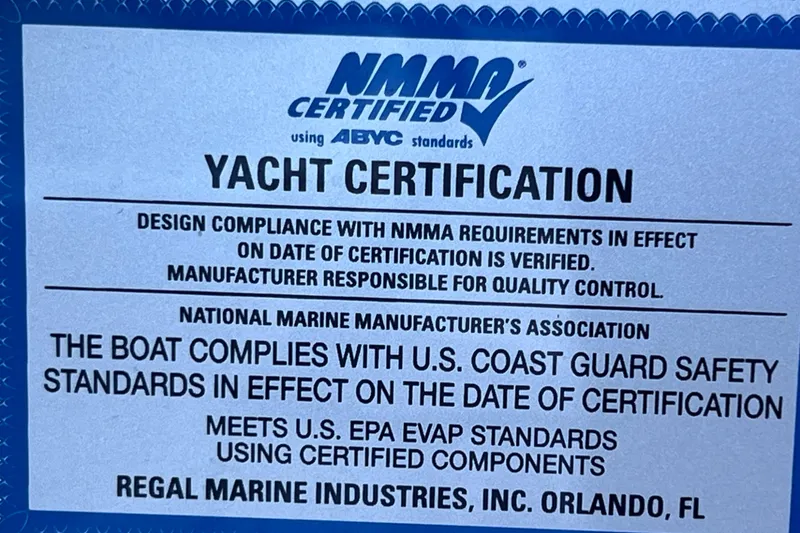 NMMA®
CERTIFIED
using ABYC standards
YACHT CERTIFICATION
DESIGN COMPLIANCE WITH NMMA REQUIREMENTS IN EFFECT
ON DATE OF CERTIFICATION IS VERIFIED.
MANUFACTURER RESPONSIBLE FOR QUALITY CONTROL.
NATIONAL MARINE MANUFACTURER'S ASSOCIATION
THE BOAT COMPLIES WITH U.S. COAST GUARD SAFETY
STANDARDS IN EFFECT ON THE DATE OF CERTIFICATION
MEETS U.S. EPA EVAP STANDARDS
USING CERTIFIED COMPONENTS
REGAL MARINE INDUSTRIES, INC. ORLANDO, FL